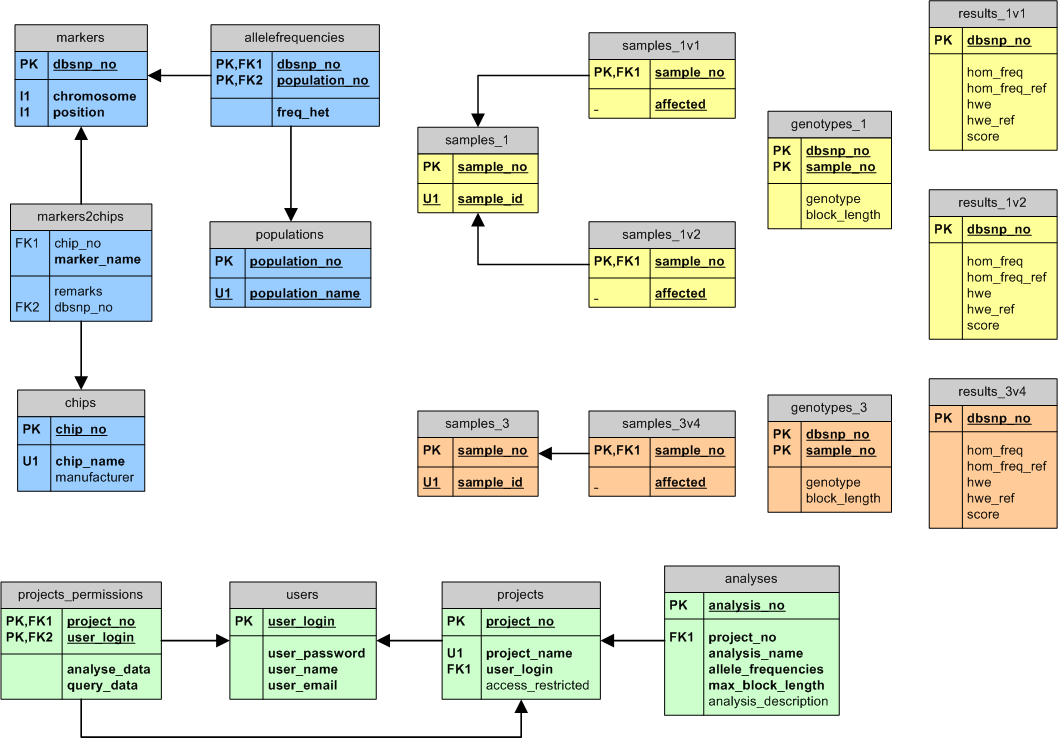 markers
PK dbsnp_no
I1 chromosome
I1 position
allelefrequencies
PK,FK1 dbsnp_no
PK,FK2 population_no
freq_het
samples_1v1
PK,FK1 sample_no
_ affected
results_1v1
PK dbsnp_no
hom_freq
hom_freq_ref
hwe
hwe_ref
score
samples_1
PK sample_no
U1 sample_id
genotypes_1
PK dbsnp_no
PK sample_no
genotype
block_length
markers2chips
FK1 chip_no
marker_name
remarks
FK2 dbsnp_no
populations
PK population_no
U1 population_name
samples_1v2
PK,FK1 sample_no
_ affected
results_1v2
PK dbsnp_no
hom_freq
hom_freq_ref
hwe
hwe_ref
score
chips
PK chip_no
U1 chip_name
manufacturer
samples_3
PK sample_no
U1 sample_id
samples_3v4
PK,FK1 sample_no
_ affected
genotypes_3
PK dbsnp_no
PK sample_no
genotype
block_length
results_3v4
PK dbsnp_no
hom_freq
hom_freq_ref
hwe
hwe_ref
score
projects_permissions
PK,FK1 project_no
PK,FK2 user_login
analyse_data
query_data
users
PK user_login
user_password
user_name
user_email
projects
PK project_no
U1 project_name
FK1 user_login
access_restricted
analyses
PK analysis_no
FK1 project_no
analysis_name
allele_frequencies
max_block_length
analysis_description